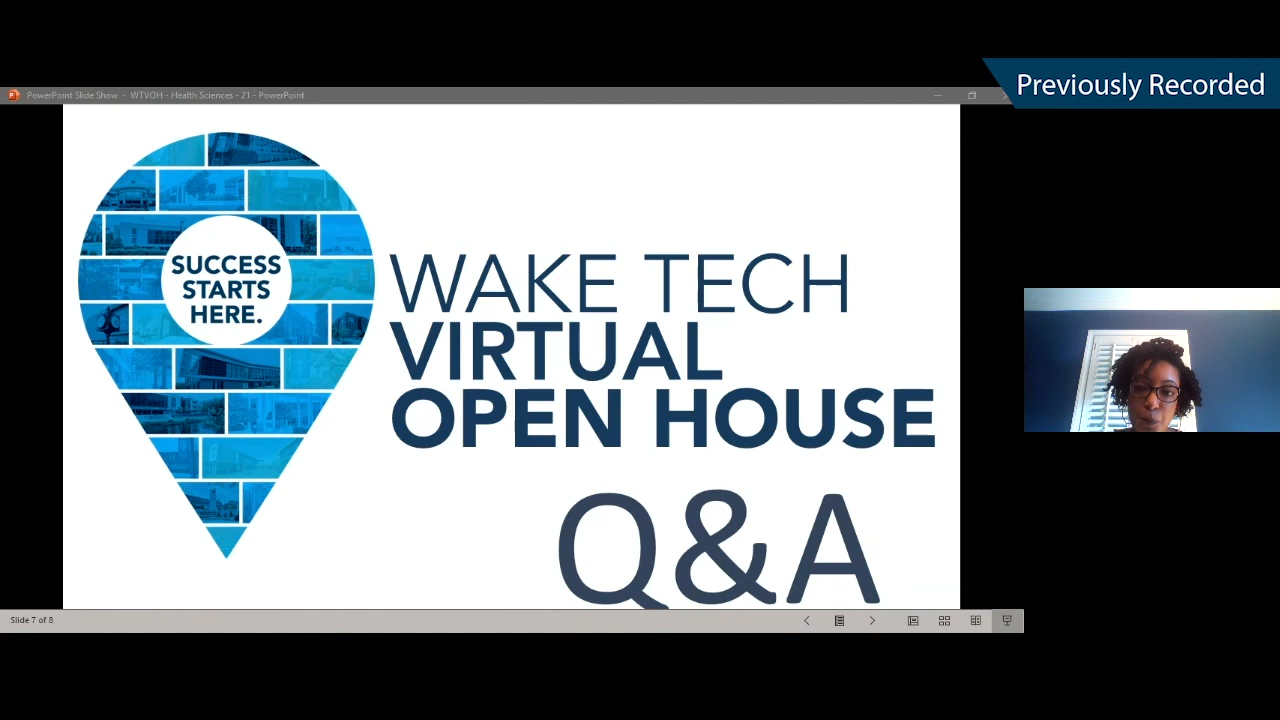 Previously Recorded
PowerPoint Slide Show - WTVOH - Health Sciences - 21 - PowerPoint
SUCCESS
STARTS
HERE.
WAKE TECH
VIRTUAL
OPEN HOUSE
Q&A
Slide 7 of 8